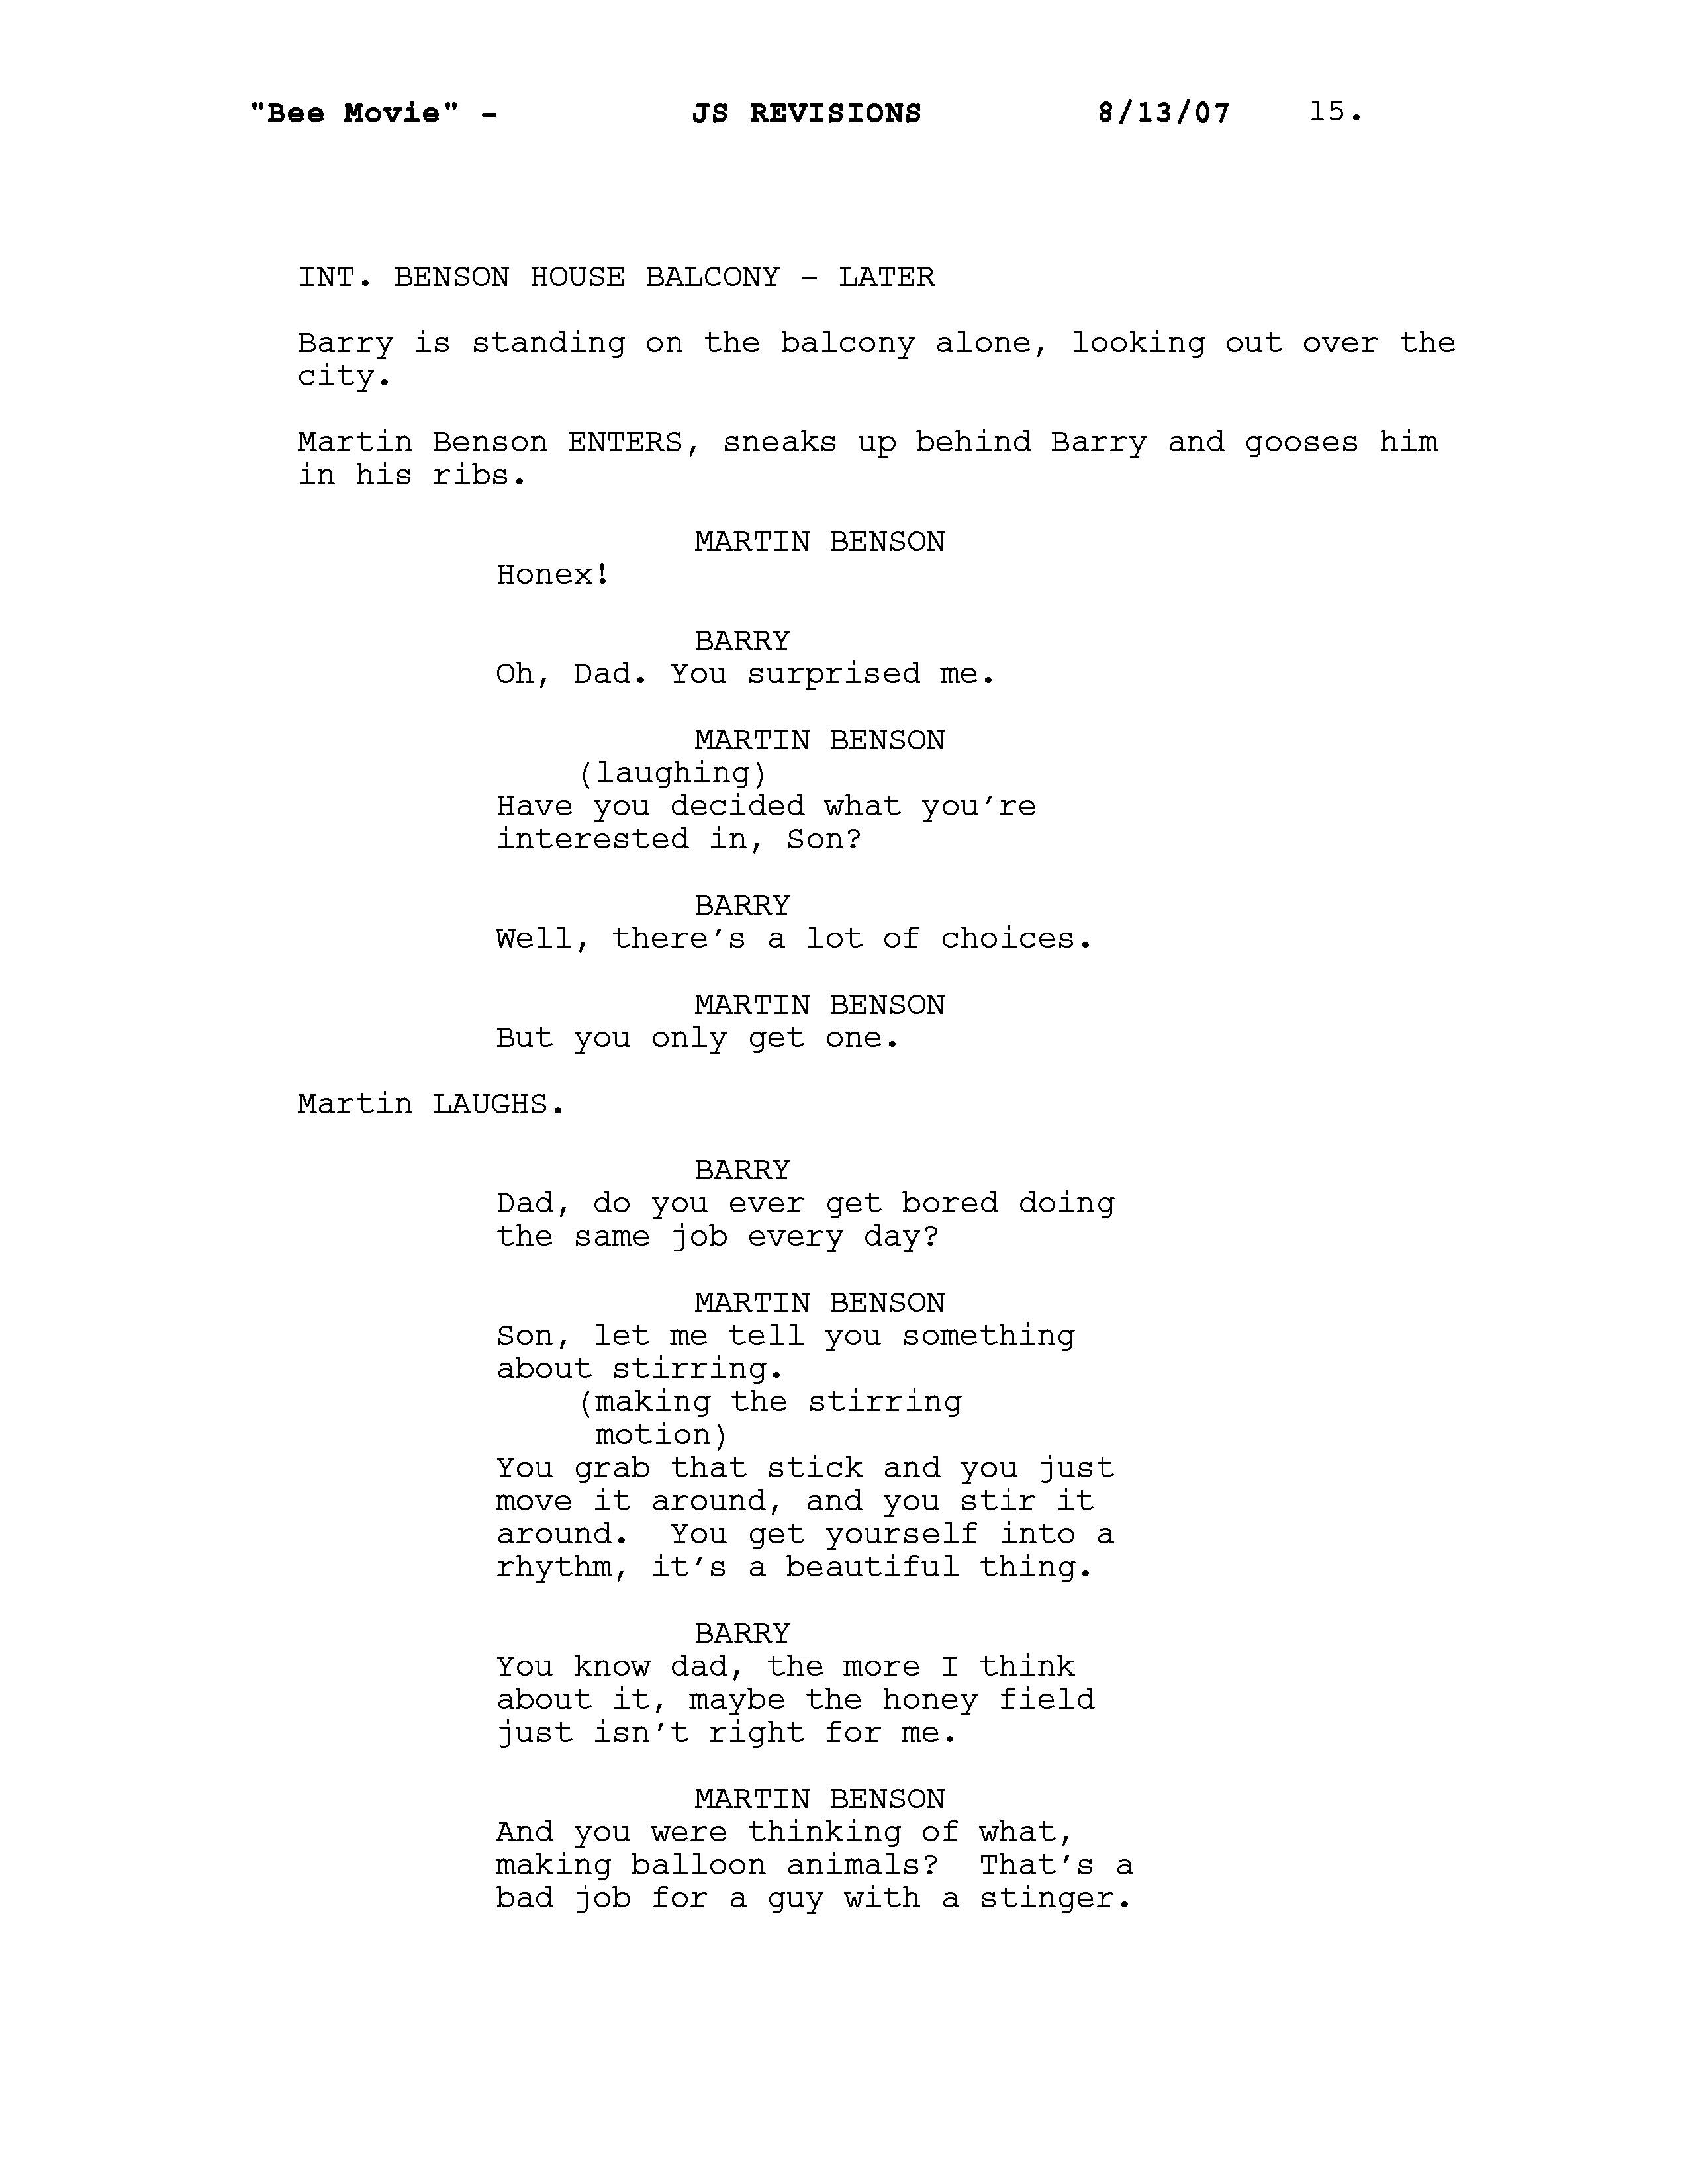 "Bee Movie" - JS REVISIONS 8/13/07 15.
INT. BENSON HOUSE BALCONY - LATER
Barry is standing on the balcony alone, looking out over the
city.
Martin Benson ENTERS, sneaks up behind Barry and gooses him
in his ribs.
MARTIN BENSON
Honex!
BARRY
Oh, Dad. You surprised me.
MARTIN BENSON
(laughing)
Have you decided what you're
interested in, Son?
BARRY
Well, there's a lot of choices.
MARTIN BENSON
But you only get one.
Martin LAUGHS.
BARRY
Dad, do you ever get bored doing
the same job every day?
MARTIN BENSON
Son, let me tell you something
about stirring.
(making the stirring
motion)
You grab that stick and you just
move it around, and you stir it
around.  You get yourself into a
rhythm, it's a beautiful thing.
BARRY
You know dad, the more I think
about it, maybe the honey field
just isn't right for me.
MARTIN BENSON
And you were thinking of what,
making balloon animals?  That's a
bad job for a guy with a stinger.